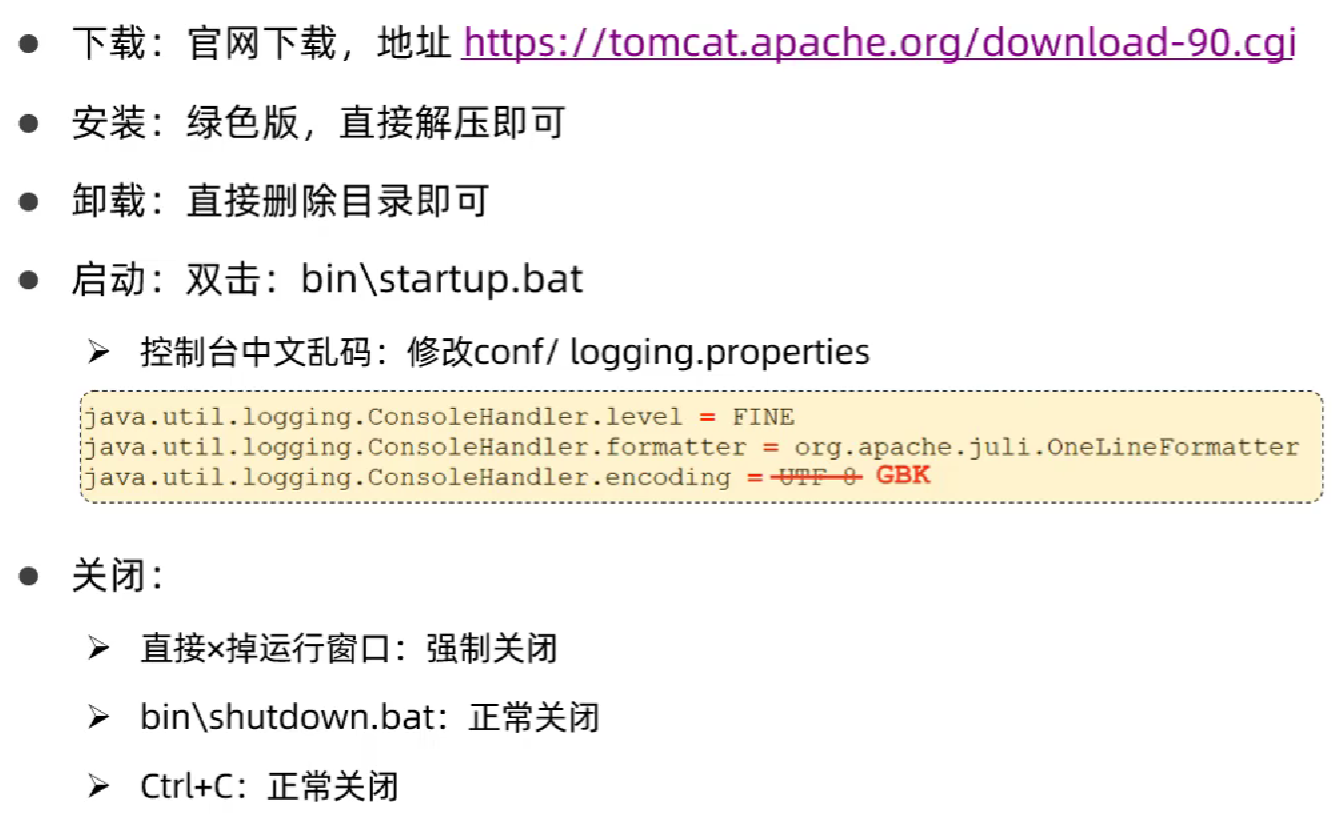 ● 下载：官网下载，地址 https://tomcat.apache.org/download-90.cgi
● 安装：绿色版，直接解压即可
● 卸载：直接删除目录即可
● 启动：双击：bin\startup.bat
➢ 控制台中文乱码：修改conf/ logging.properties
java.util.logging.ConsoleHandler.level = FINE
java.util.logging.ConsoleHandler.formatter = org.apache.juli.OneLineFormatter
java.util.logging.ConsoleHandler.encoding = UTF-8 GBK
● 关闭：
➢ 直接×掉运行窗口：强制关闭
➢ bin\shutdown.bat：正常关闭
➢ Ctrl+C：正常关闭